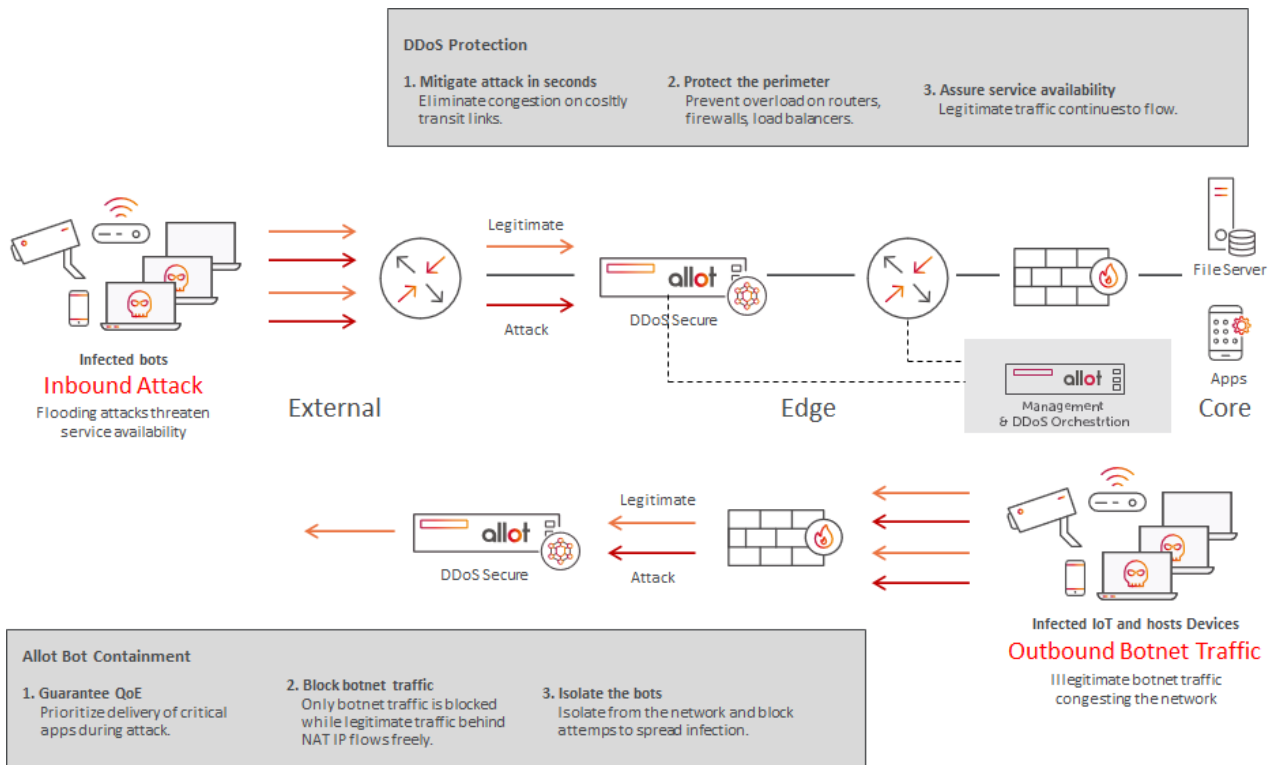 DDoS Protection
1. Mitigate attack in seconds
Eliminate congestion on cosltly
transit links.
2. Protect the perimeter
Prevent overload on routers,
firewalls, load balancers.
3. Assure service availability
Legitimate traffic continuesto flow.
Legitimate
allot
DDoS Secure
Attack
File Server
Apps
Infected bots
Inbound Attack
Flooding attacks threaten
service availability
External
Edge
allot
Management
& DDoS Orchestrtion
Core
Legitimate
allot
DDoS Secure
Attack
Infected IoT and hosts Devices
Outbound Botnet Traffic
Illlegitimate botnet traffic
congesting the network
Allot Bot Containment
1. Guarantee QoE
Prioritize delivery of critical
apps during attack.
2. Block botnet traffic
Only botnet traffic is blocked
while legitimate traffic behind
NAT IP flows freely.
3. Isolate the bots
Isolate from the network and block
attemps to spread infection.